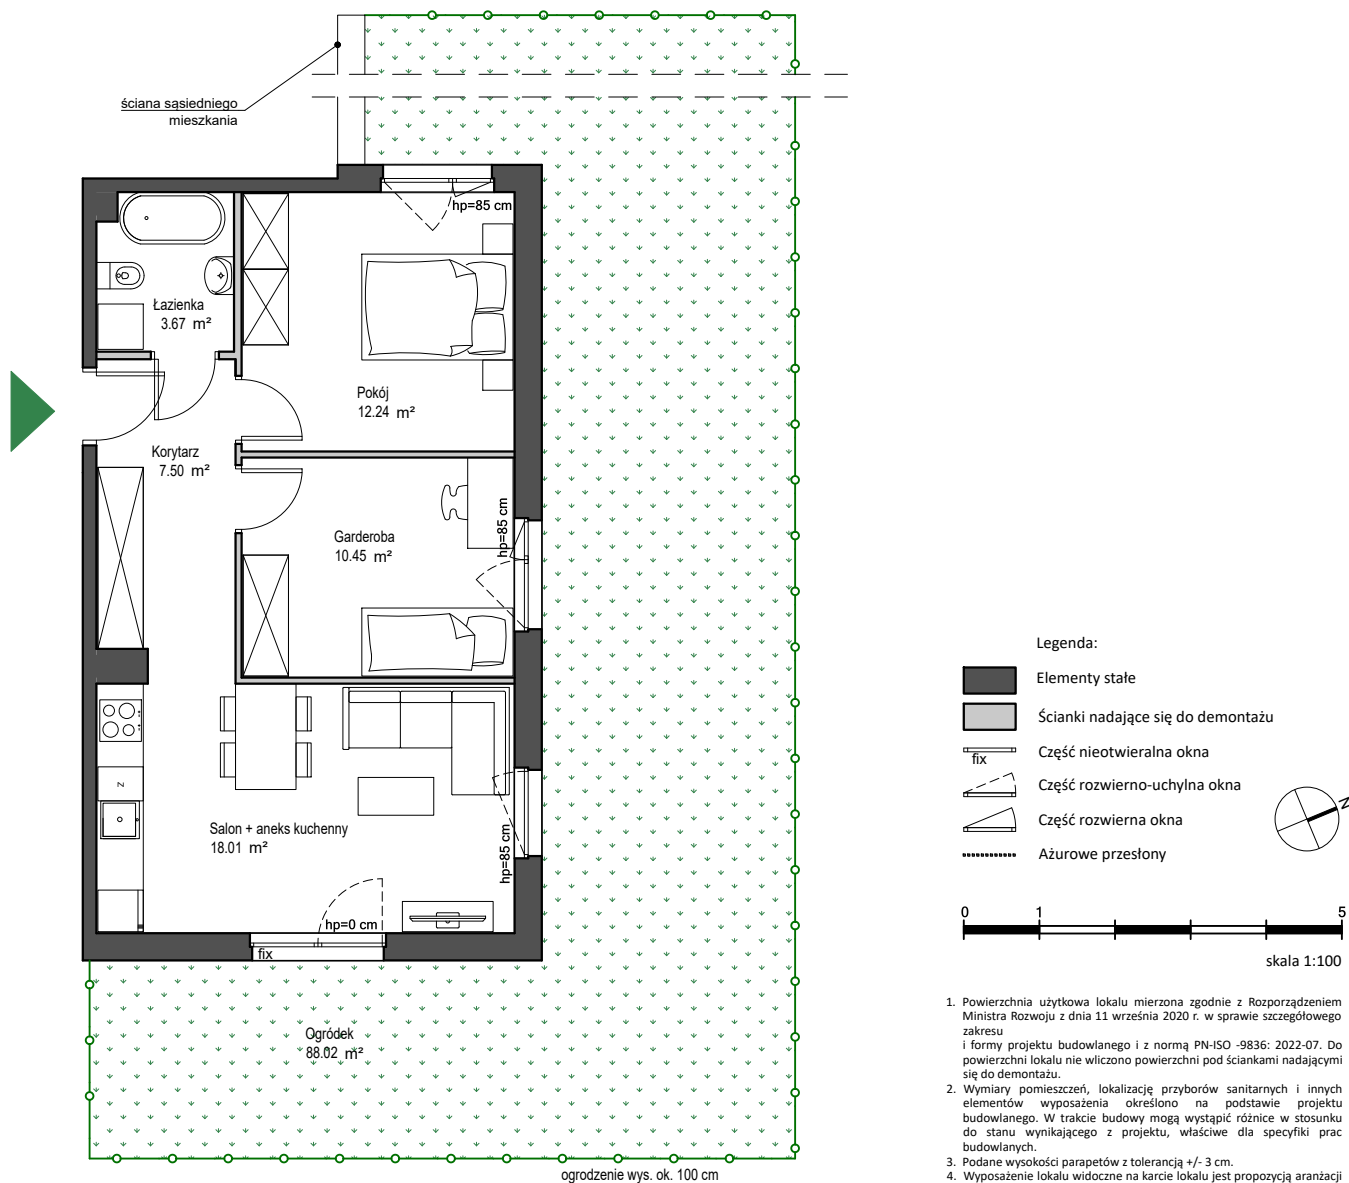 ściana sąsiedniego
mieszkania
hp=85 cm
Łazienka
3.67 m²
Pokój
12.24 m²
Korytarz
7.50 m²
hp=85 cm
Garderoba
10.45 m²
Z
Salon + aneks kuchenny
18.01 m²
hp=85 cm
hp=0 cm
fix
Ogródek
88.02 m²
ogrodzenie wys. ok. 100 cm
Legenda:
Elementy stałe
Ścianki nadające się do demontażu
Część nieotwieralna okna
fix
Część rozwierno-uchylna okna
Część rozwierna okna
Ażurowe przesłony
N
0 1 5
skala 1:100
1. Powierzchnia użytkowa lokalu mierzona zgodnie z Rozporządzeniem
Ministra Rozwoju z dnia 11 września 2020 r. w sprawie szczegółowego
zakresu
i formy projektu budowlanego i z normą PN-ISO -9836: 2022-07. Do
powierzchni lokalu nie wliczono powierzchni pod ściankami nadającymi
się do demontażu.
2. Wymiary pomieszczeń, lokalizację przyborów sanitarnych i innych
elementów wyposażenia określono na podstawie projektu
budowlanego. W trakcie budowy mogą wystąpić różnice w stosunku
do stanu wynikającego z projektu, właściwe dla specyfiki prac
budowlanych.
3. Podane wysokości parapetów z tolerancją +/- 3 cm.
4. Wyposażenie lokalu widoczne na karcie lokalu jest propozycją aranżacji